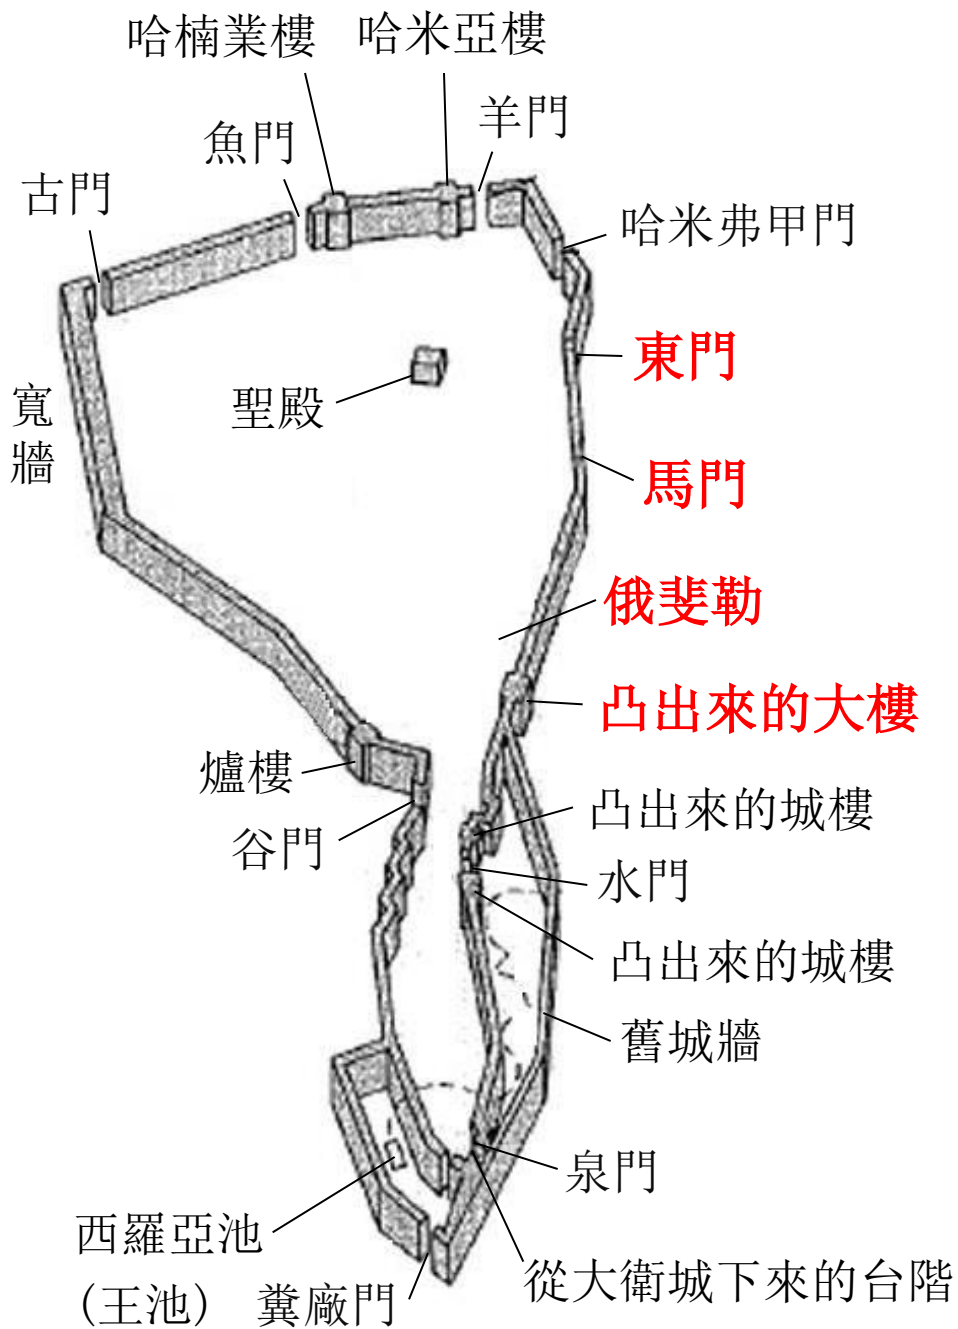 哈楠業樓
哈米亞樓
羊門
魚門
古門
哈米弗甲門
東門
聖殿
寬牆
馬門
俄斐勒
凸出來的大樓
爐樓
凸出來的城樓
谷門
水門
凸出來的城樓
舊城牆
泉門
西羅亞池
(王池)
糞廠門
從大衛城下來的台階